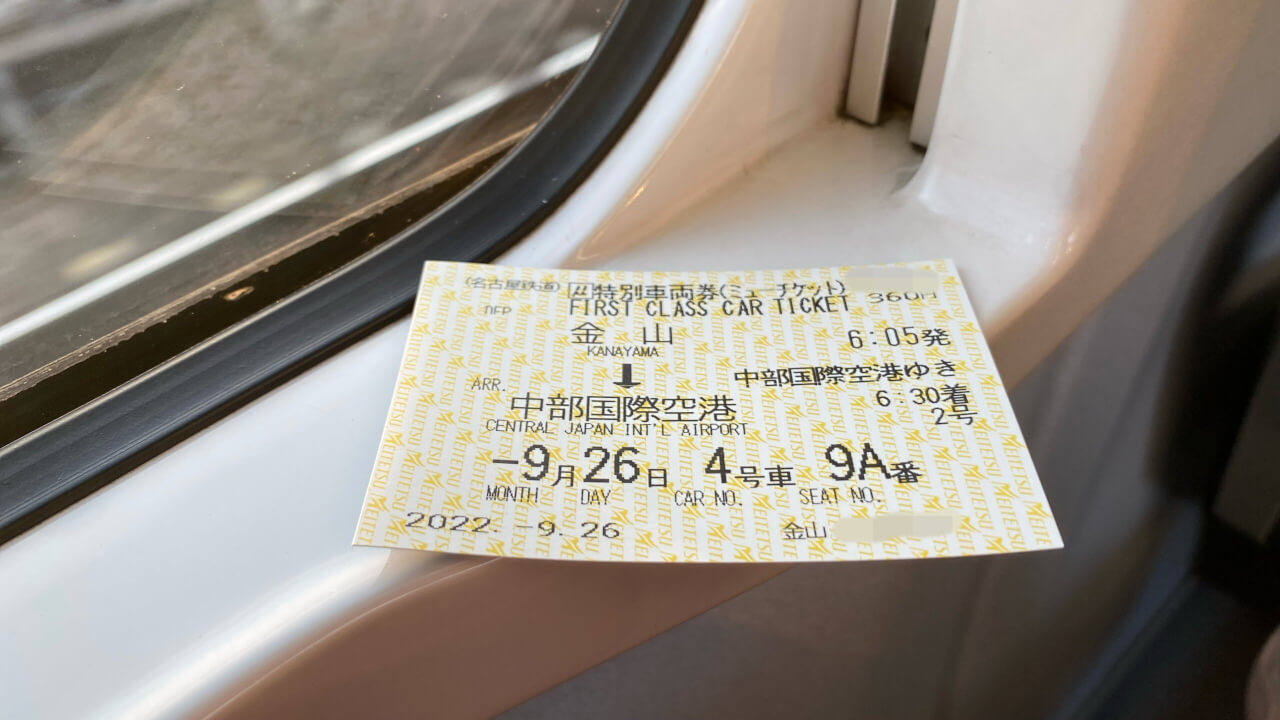 (名古屋鉄道) 特別車両券(ミューチケット)
DEP FIRST CLASS CAR TICKET 360円
金 山 6:05発
KANAYAMA
↓ 中部国際空港ゆき
ARR. 6:30着
中部国際空港 2号
CENTRAL JAPAN INT'L AIRPORT
-9月26日 4号車 9A番
MONTH DAY CAR NO. SEAT NO.
2022.-9.26 金山